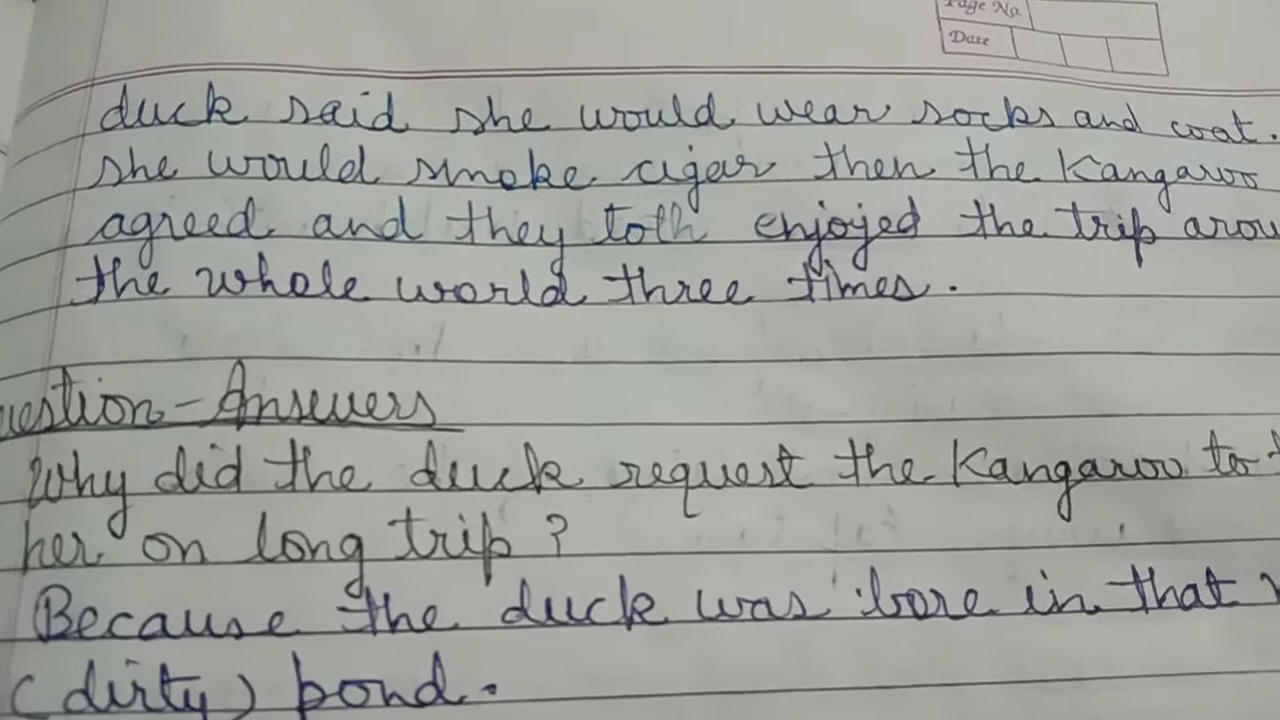 Page No.
Date
duck said she would wear socks and coat.
she would smoke cigar then the Kangaroo
agreed and they toth enjoyed the trip arou
the whole world three times.
uestion-Answers
Why did the duck request the Kangaroo to
her on long trip?
Because the duck was bore in that
(dirty) pond.